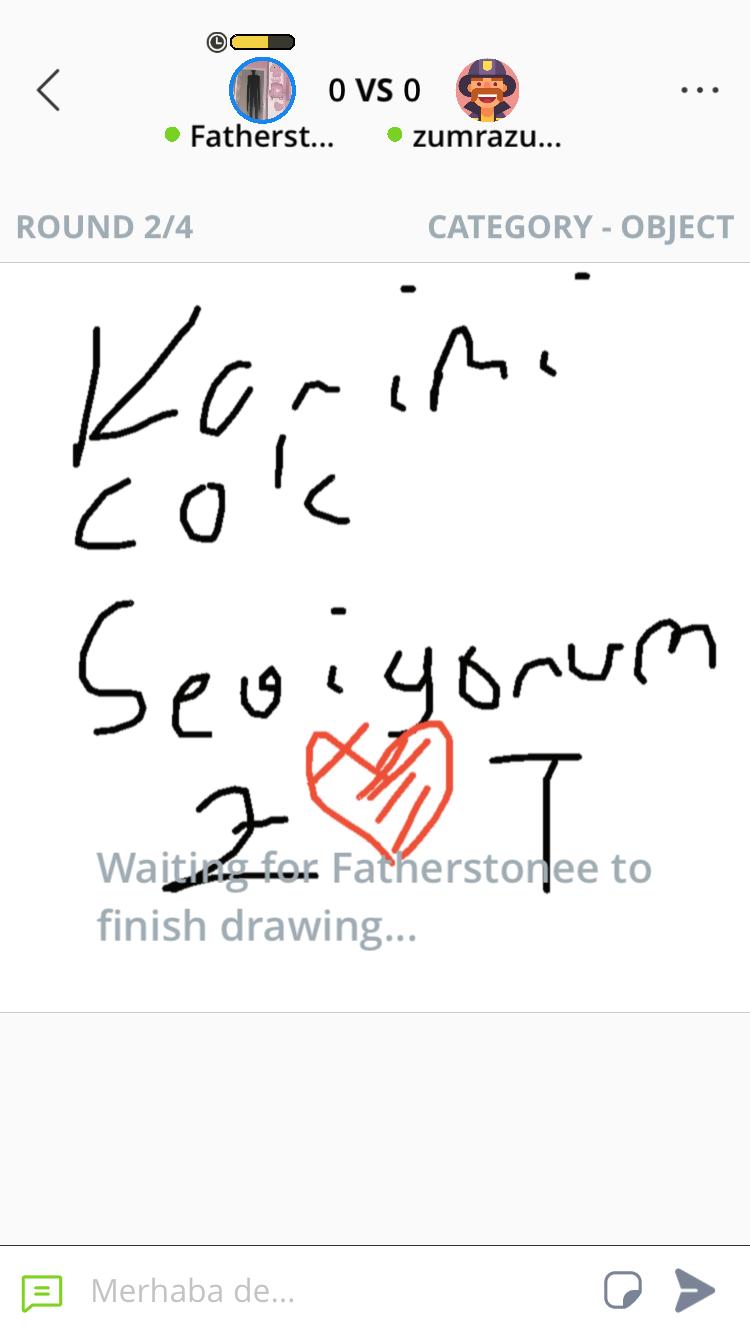 0 VS 0
Fatherst...
zumrazu...
ROUND 2/4
CATEGORY - OBJECT
Karimi
cok
Seviyorum
Z T
Waiting for Fatherstonee to
finish drawing...
Merhaba de...